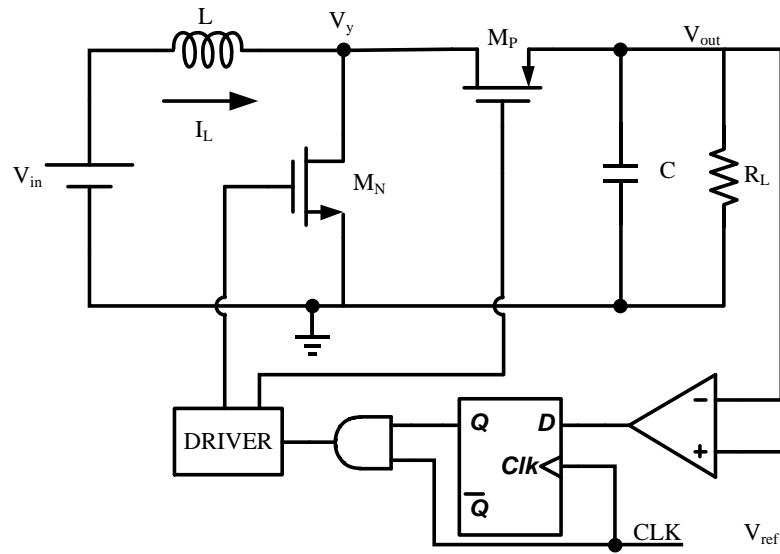 L
V_y
M_P
V_out
I_L
V_in
M_N
C
R_L
DRIVER
Q
D
Clk
Q̅
-
+
CLK
V_ref